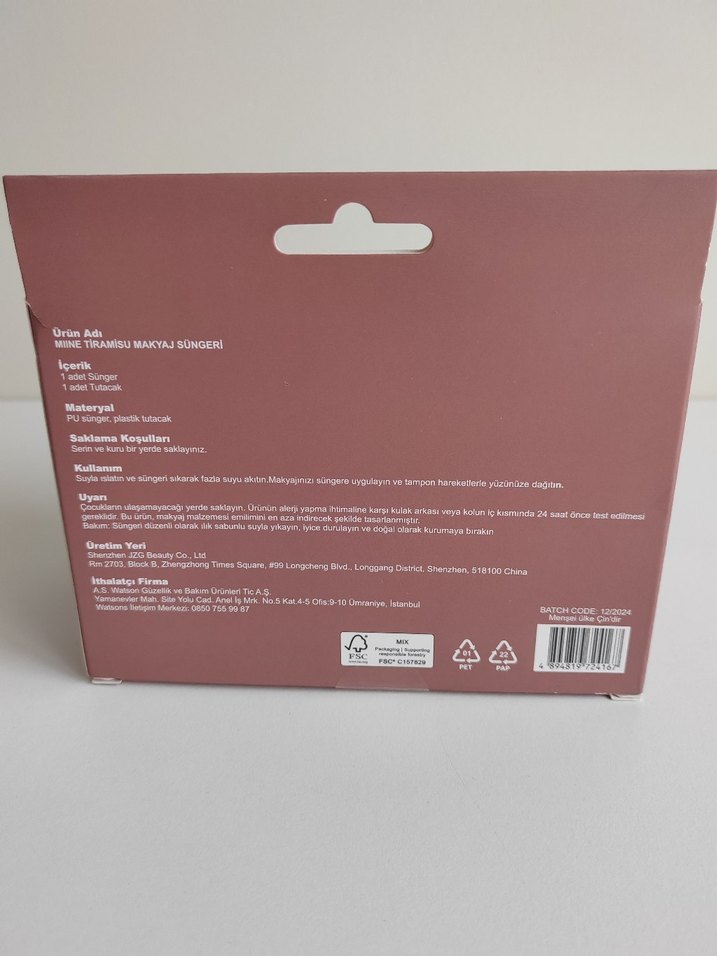 Ürün Adı
MIINE TİRAMİSU MAKYAJ SÜNGERİ
İçerik
1 adet Sünger
1 adet Tutacak
Materyal
PU sünger, plastik tutacak
Saklama Koşulları
Serin ve kuru bir yerde saklayınız.
Kullanım
Suyla ıslatın ve süngeri sıkarak fazla suyu akıtın.Makyajınızı süngere uygulayın ve tampon hareketlerle yüzünüze dağıtın.
Uyarı
Çocukların ulaşamayacağı yerde saklayın. Ürünün alerji yapma ihtimaline karşı kulak arkası veya kolun iç kısmında 24 saat önce test edilmesi
gereklidir. Bu ürün, makyaj malzemesi emilimini en aza indirecek şekilde tasarlanmıştır.
Bakım: Süngeri düzenli olarak ılık sabunlu suyla yıkayın, iyice durulayın ve doğal olarak kurumaya bırakın
Üretim Yeri
Shenzhen JZG Beauty Co., Ltd
Rm 2703, Block B, Zhengzhong Times Square, #99 Longcheng Blvd., Longgang District, Shenzhen, 518100 China
İthalatçı Firma
A.S. Watson Güzellik ve Bakım Ürünleri Tic A.Ş.
Yamanevler Mah. Site Yolu Cad. Anel İş Mrk. No.5 Kat.4-5 Ofis:9-10 Ümraniye, İstanbul
Watsons İletişim Merkezi: 0850 755 99 87
BATCH CODE: 12/2024
Menşei ülke Çin'dir
FSC
MIX
Packaging | Supporting
responsible forestry
FSC® C157829
01
PET
22
PAP
4 894819 724167